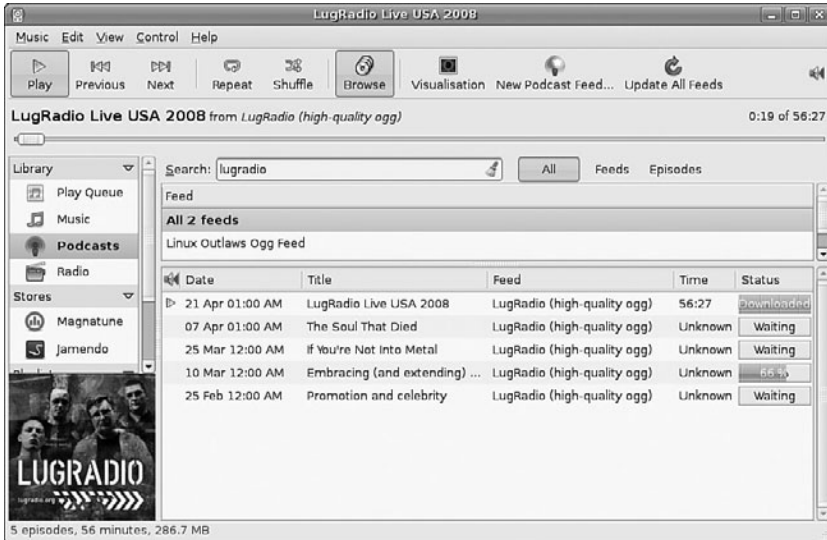 LugRadio Live USA 2008
Music Edit View Control Help
Play Previous Next Repeat Shuffle Browse Visualisation New Podcast Feed... Update All Feeds
LugRadio Live USA 2008 from LugRadio (high-quality ogg) 0:19 of 56:27
Library
Play Queue
Music
Podcasts
Radio
Stores
Magnatune
Jamendo
Search: lugradio All Feeds Episodes
Feed
All 2 feeds
Linux Outlaws Ogg Feed
Date Title Feed Time Status
21 Apr 01:00 AM LugRadio Live USA 2008 LugRadio (high-quality ogg) 56:27 Downloaded
07 Apr 01:00 AM The Soul That Died LugRadio (high-quality ogg) Unknown Waiting
25 Mar 12:00 AM If You're Not Into Metal LugRadio (high-quality ogg) Unknown Waiting
10 Mar 12:00 AM Embracing (and extending) ... LugRadio (high-quality ogg) Unknown 66 %
25 Feb 12:00 AM Promotion and celebrity LugRadio (high-quality ogg) Unknown Waiting
LUGRADIO
lugradio.org
5 episodes, 56 minutes, 286.7 MB